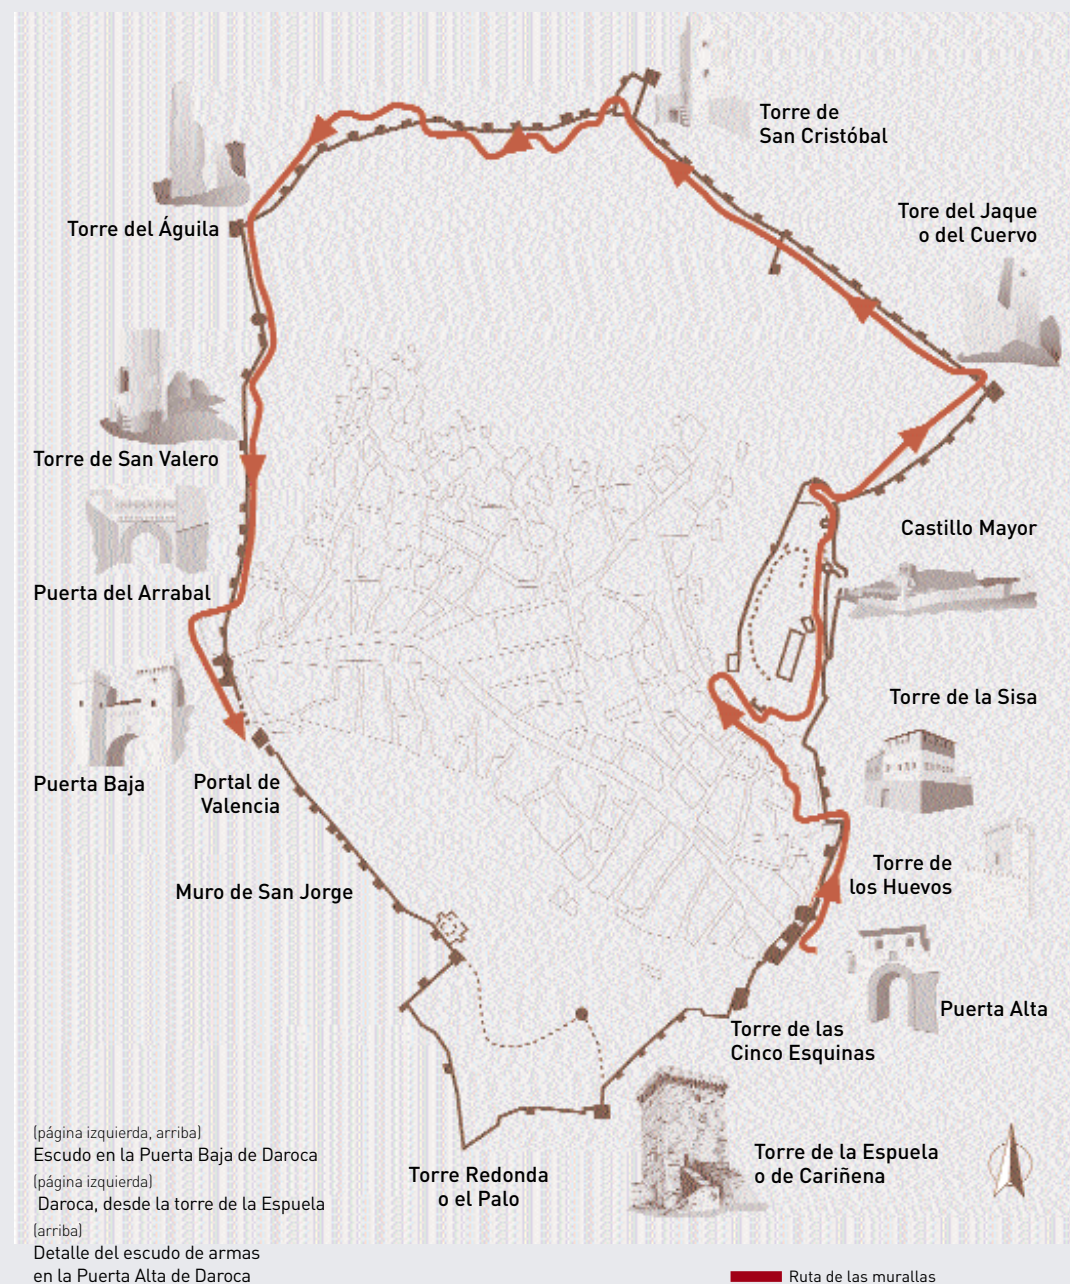 Torre de
San Cristóbal
Tore del Jaque
o del Cuervo
Torre del Águila
Torre de San Valero
Castillo Mayor
Puerta del Arrabal
Torre de la Sisa
Puerta Baja
Portal de
Valencia
Torre de
los Huevos
Muro de San Jorge
Puerta Alta
Torre de las
Cinco Esquinas
(página izquierda, arriba)
Escudo en la Puerta Baja de Daroca
(página izquierda)
Daroca, desde la torre de la Espuela
(arriba)
Detalle del escudo de armas
en la Puerta Alta de Daroca
Torre Redonda
o el Palo
Torre de la Espuela
o de Cariñena
Ruta de las murallas